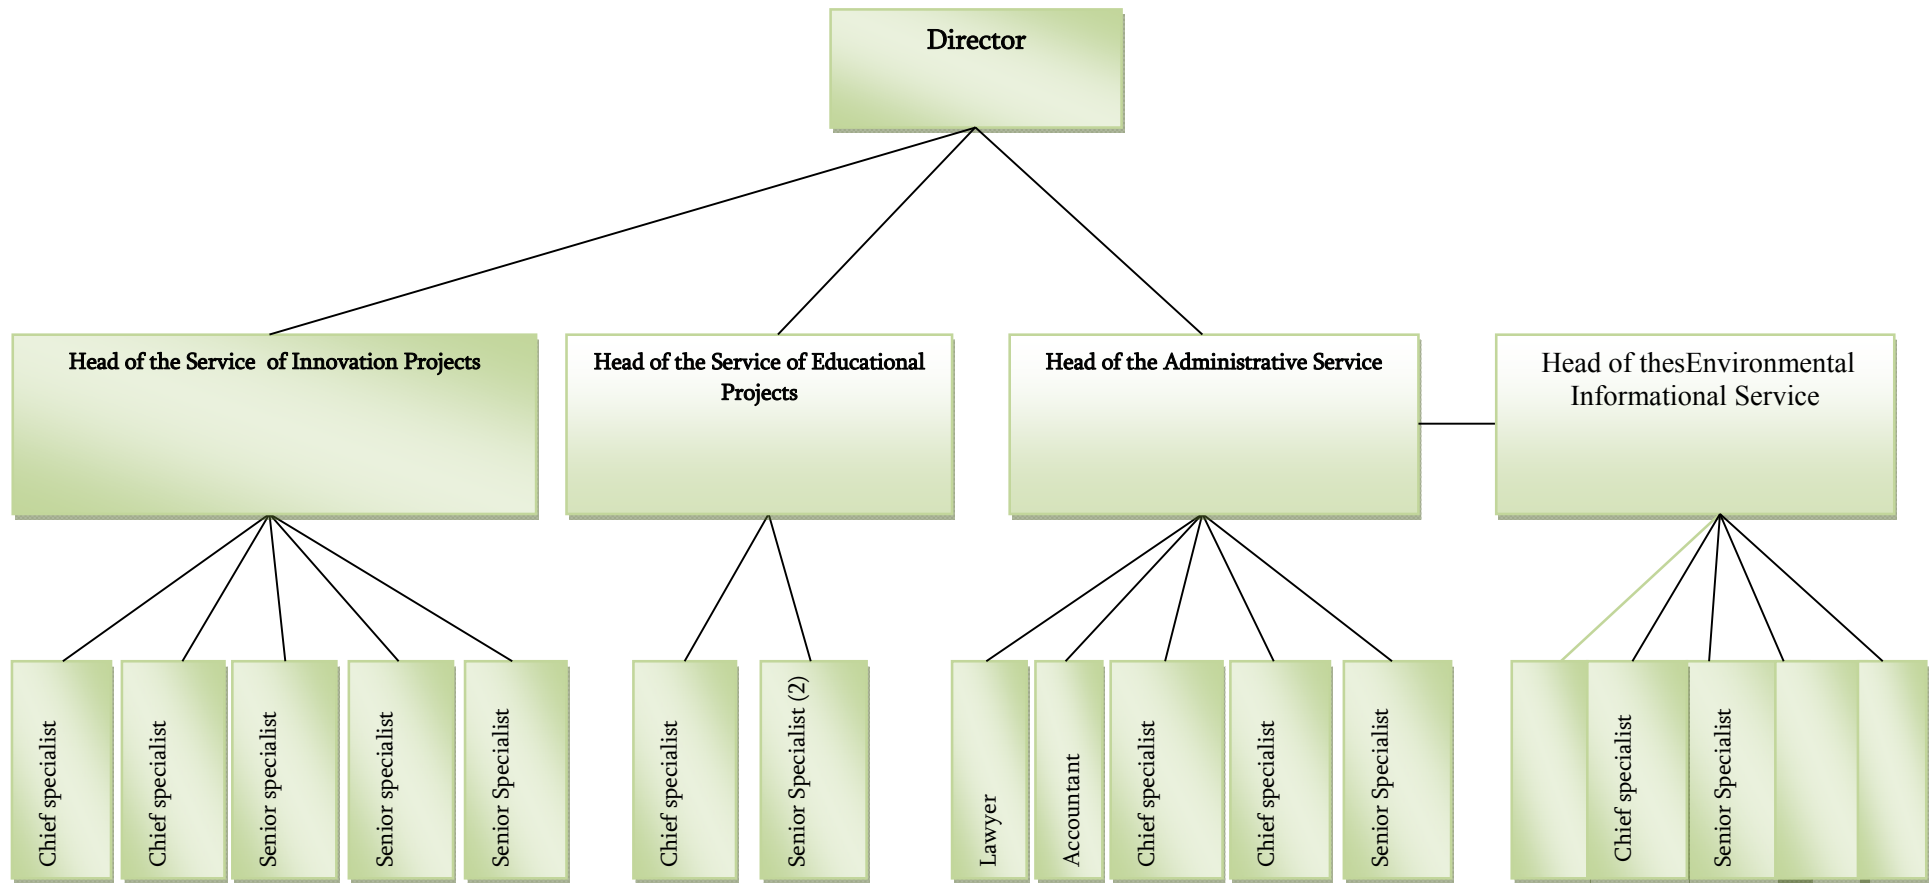 Director
Head of the Service of Innovation Projects
Head of the Service of Educational
Projects
Head of the Administrative Service
Head of thesEnvironmental
Informational Service
Chief specialist
Chief specialist
Senior specialist
Senior specialist
Senior Specialist
Chief specialist
Senior Specialist (2)
Lawyer
Accountant
Chief specialist
Chief specialist
Senior Specialist
Chief specialist
Senior Specialist